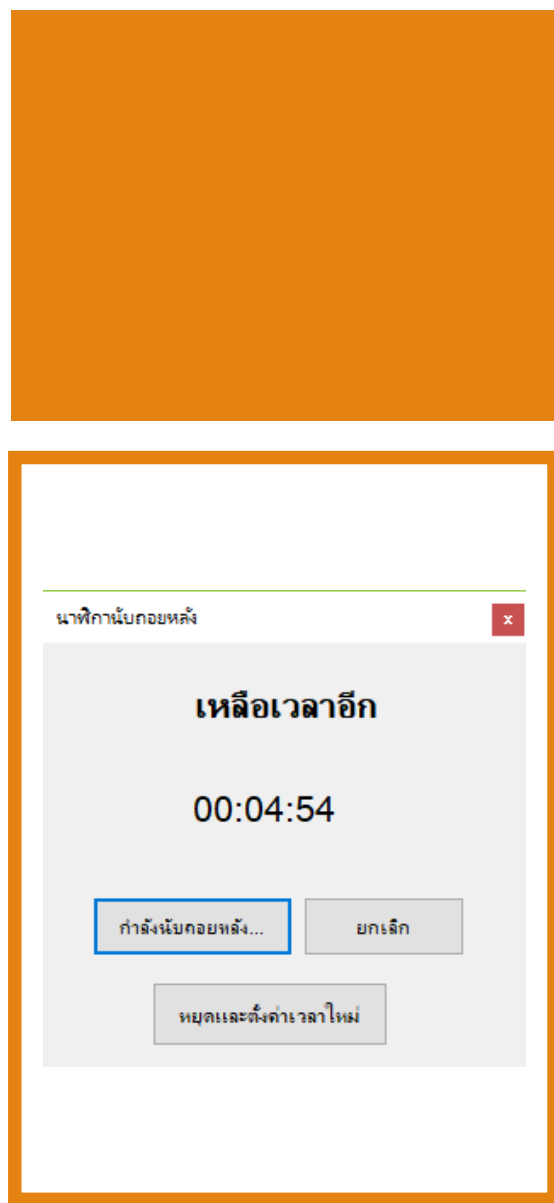 นาฬิกานับถอยหลัง
x
เหลือเวลาอีก
00:04:54
กำลังนับถอยหลัง...
ยกเลิก
หยุดและตั้งค่าเวลาใหม่